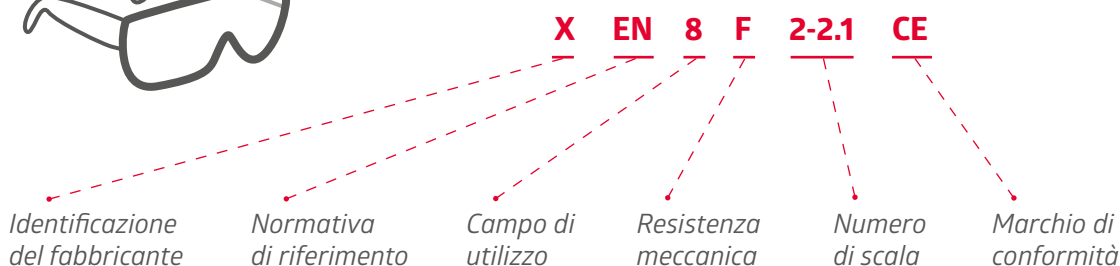 X EN 8 F 2-2.1 CE
Identificazione del fabbricante
Normativa di riferimento
Campo di utilizzo
Resistenza meccanica
Numero di scala
Marchio di conformità